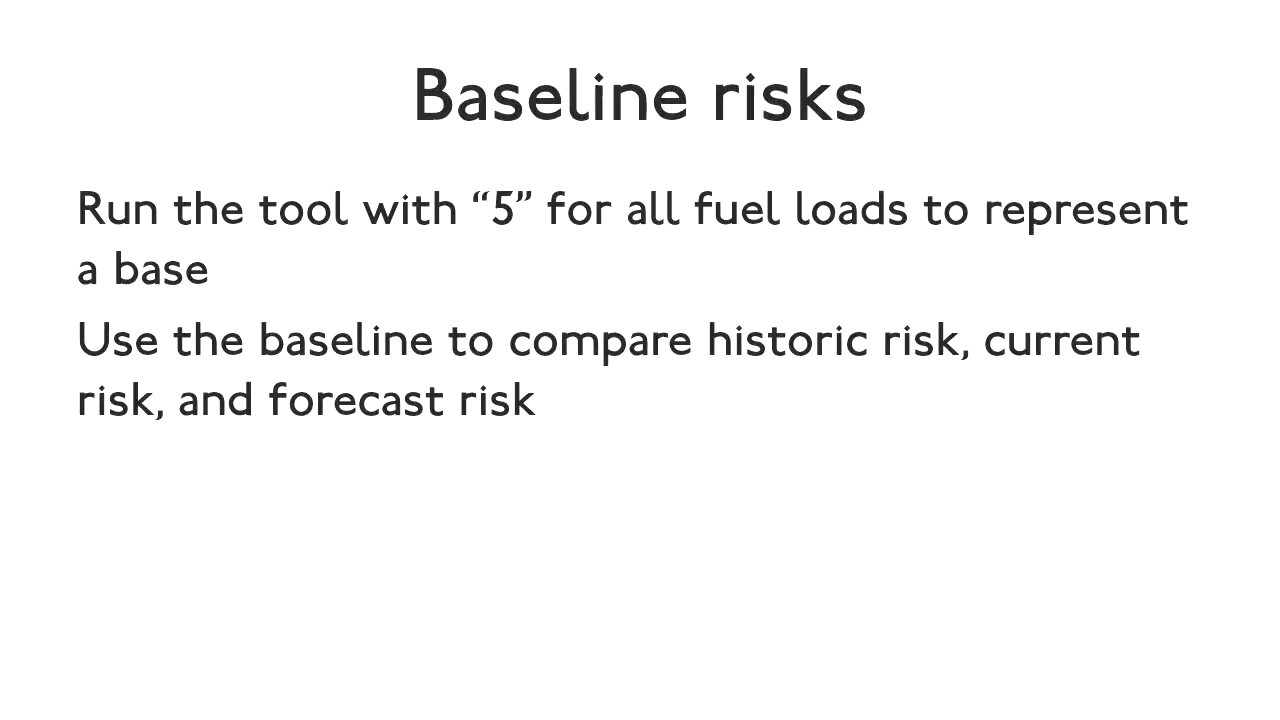 Baseline risks
Run the tool with “5” for all fuel loads to represent
a base
Use the baseline to compare historic risk, current
risk, and forecast risk